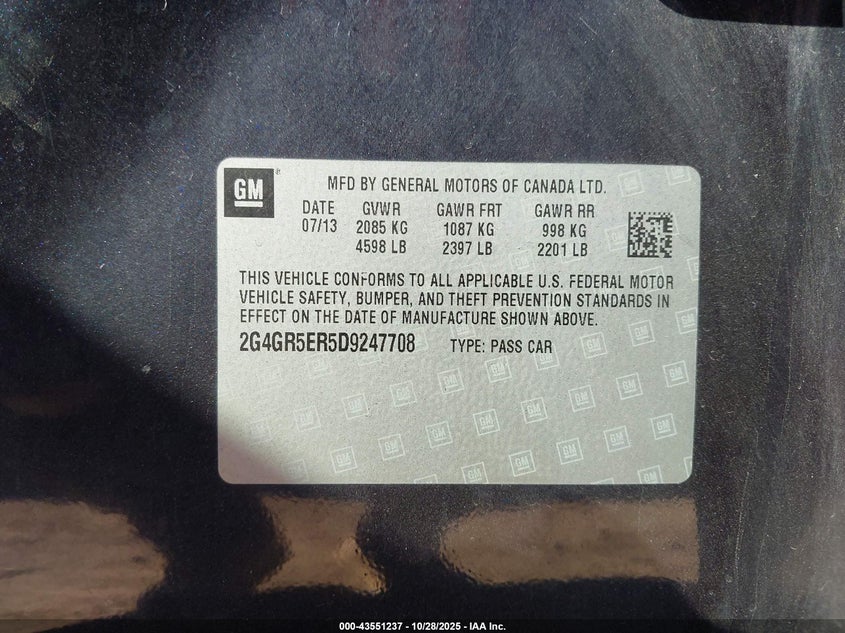 GM
MFD BY GENERAL MOTORS OF CANADA LTD.
DATE GVWR GAWR FRT GAWR RR
07/13 2085 KG 1087 KG 998 KG
4598 LB 2397 LB 2201 LB
THIS VEHICLE CONFORMS TO ALL APPLICABLE U.S. FEDERAL MOTOR
VEHICLE SAFETY, BUMPER, AND THEFT PREVENTION STANDARDS IN
EFFECT ON THE DATE OF MANUFACTURE SHOWN ABOVE.
2G4GR5ER5D9247708 TYPE: PASS CAR
000-43551237 - 10/28/2025 - IAA Inc.